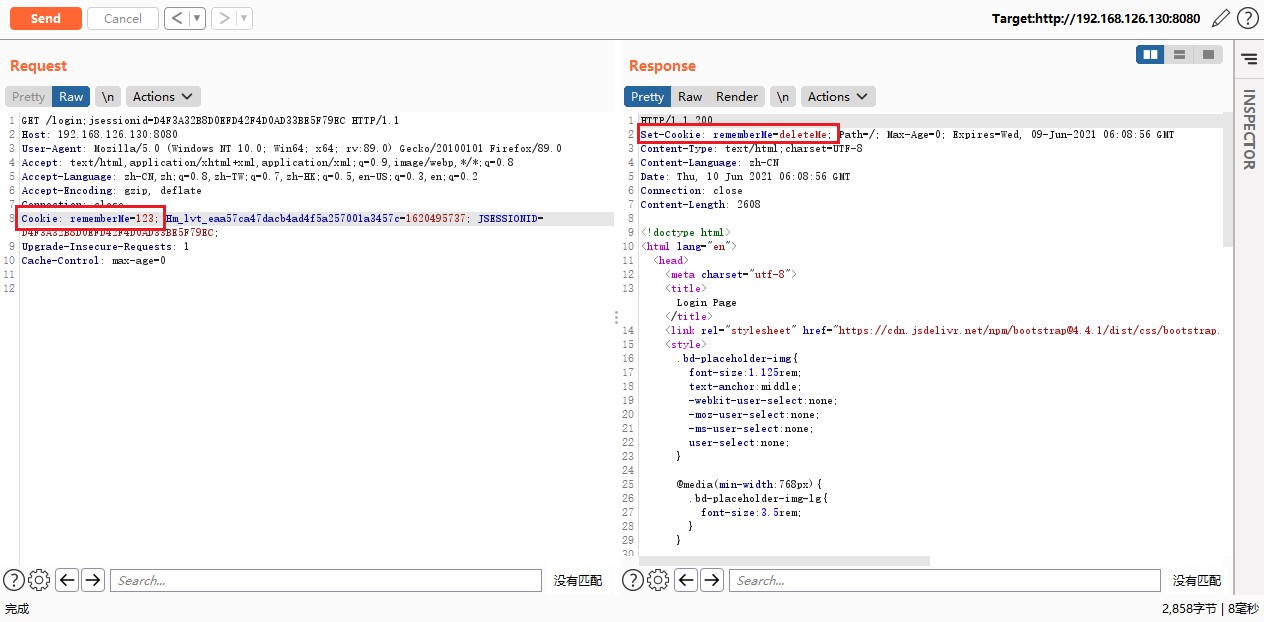 Send
Cancel
<
>
Target:http://192.168.126.130:8080
?
Request
Pretty
Raw
\n
Actions
1 GET /login;jsessionid=D4F3A32B8D0EFD42F4D0AD33BE5F79EC HTTP/1.1
2 Host: 192.168.126.130:8080
3 User-Agent: Mozilla/5.0 (Windows NT 10.0; Win64; x64; rv:89.0) Gecko/20100101 Firefox/89.0
4 Accept: text/html,application/xhtml+xml,application/xml;q=0.9,image/webp,*/*;q=0.8
5 Accept-Language: zh-CN,zh;q=0.8,zh-TW;q=0.7,zh-HK;q=0.5,en-US;q=0.3,en;q=0.2
6 Accept-Encoding: gzip, deflate
7 Connection: close
8 Cookie: rememberMe=123; Hm_lvt_eaa57ca47dacb4ad4f5a257001a3457c=1620495737; JSESSIONID=
D4F3A32B8D0EFD42F4D0AD33BE5F79EC;
9 Upgrade-Insecure-Requests: 1
10 Cache-Control: max-age=0
11
12
? Search... 没有匹配
Response
Pretty
Raw
Render
\n
Actions
INSPECTOR
1 HTTP/1.1 200
2 Set-Cookie: rememberMe=deleteMe; Path=/; Max-Age=0; Expires=Wed, 09-Jun-2021 06:08:56 GMT
3 Content-Type: text/html;charset=UTF-8
4 Content-Language: zh-CN
5 Date: Thu, 10 Jun 2021 06:08:56 GMT
6 Connection: close
7 Content-Length: 2608
8
9 <!doctype html>
10 <html lang="en">
11 <head>
12 <meta charset="utf-8">
13 <title>
Login Page
</title>
14 <link rel="stylesheet" href="https://cdn.jsdelivr.net/npm/bootstrap@4.4.1/dist/css/bootstrap.
15 <style>
16 .bd-placeholder-img{
17 font-size:1.125rem;
18 text-anchor:middle;
19 -webkit-user-select:none;
20 -moz-user-select:none;
21 -ms-user-select:none;
22 user-select:none;
23 }
24
25 @media(min-width:768px){
26 .bd-placeholder-img-lg{
27 font-size:3.5rem;
28 }
29 }
30
? Search... 没有匹配
完成
2,858字节 | 8毫秒